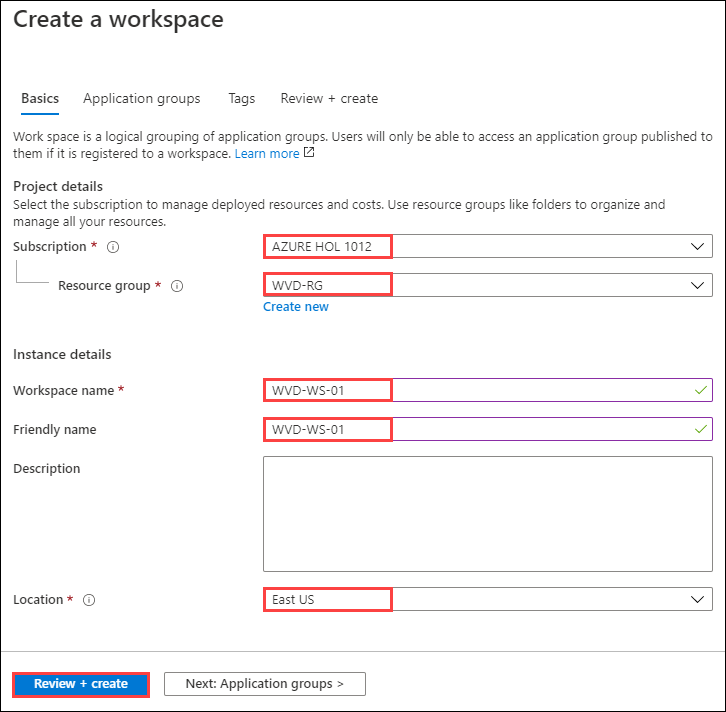 Create a workspace
Basics Application groups Tags Review + create
Work space is a logical grouping of application groups. Users will only be able to access an application group published to
them if it is registered to a workspace. Learn more
Project details
Select the subscription to manage deployed resources and costs. Use resource groups like folders to organize and
manage all your resources.
Subscription * AZURE HOL 1012
Resource group * WVD-RG
Create new
Instance details
Workspace name * WVD-WS-01
Friendly name WVD-WS-01
Description
Location * East US
Review + create Next: Application groups >